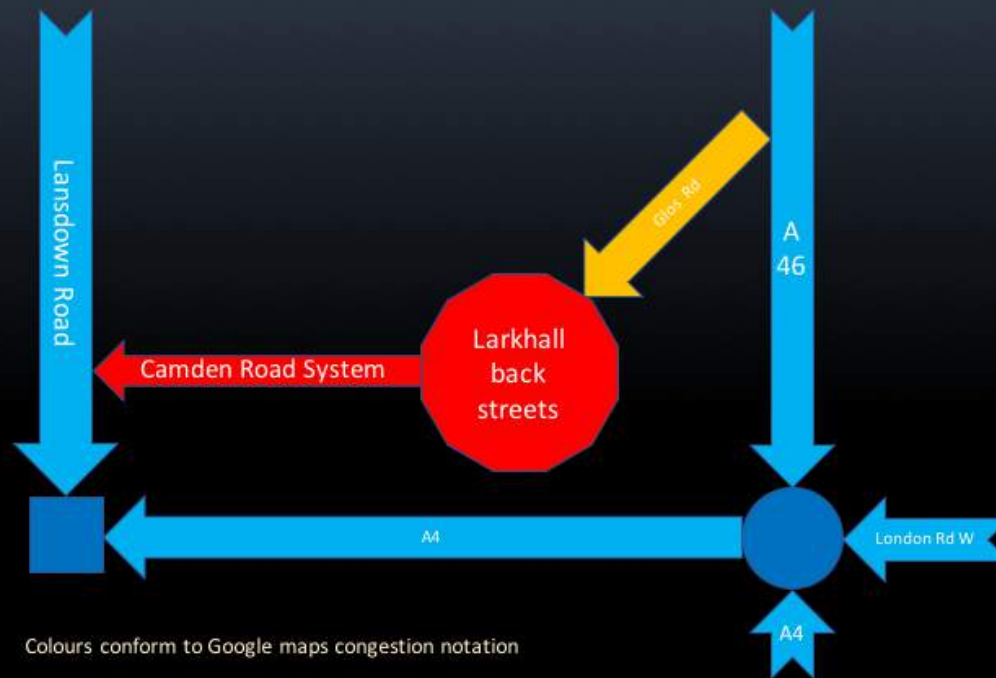 Lansdown Road
Glos Rd
A
46
Larkhall
back
streets
Camden Road System
A4
London Rd W
A4
Colours conform to Google maps congestion notation